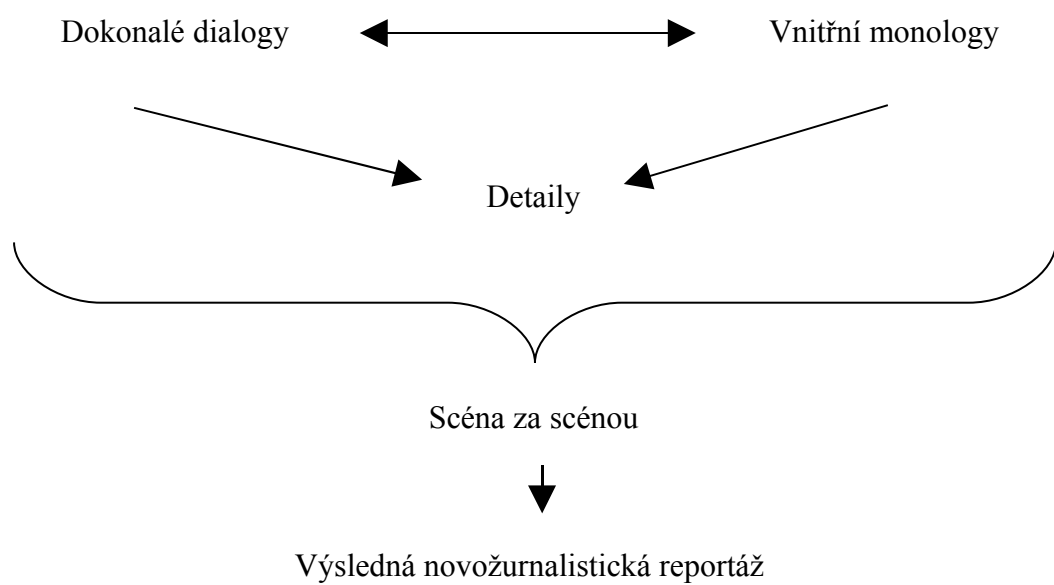 Dokonalé dialogy
Vnitřní monology
Detaily
Scéna za scénou
Výsledná novožurnalistická reportáž